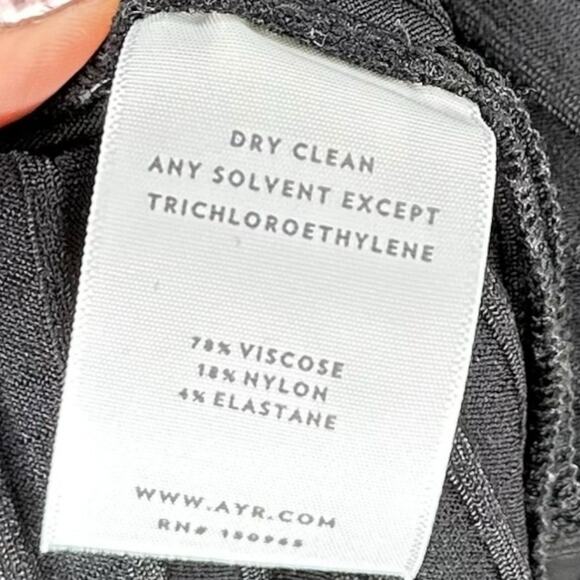 DRY CLEAN
ANY SOLVENT EXCEPT
TRICHLOROETHYLENE
78% VISCOSE
18% NYLON
4% ELASTANE
WWW.AYR.COM
RN# 150965